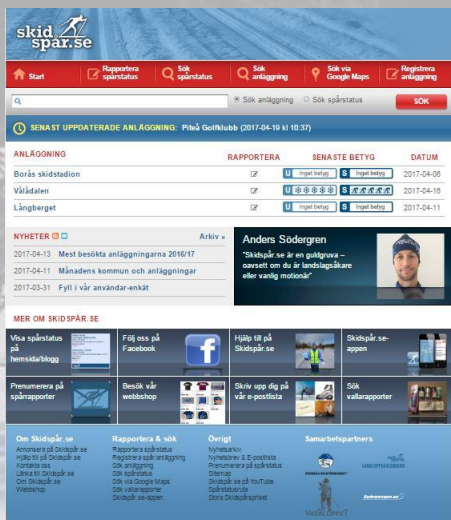 skid
spår.se
Start
Rapportera
spårstatus
Sök
spårstatus
Sök
anläggning
Sök via
Google Maps
Registrera
anläggning
Sök anläggning
Sök spårstatus
SÖK
SENAST UPPDATERADE ANLÄGGNING: Piteå Golfklubb (2017-04-19 kl 10:37)
ANLÄGGNING RAPPORTERA SENASTE BETYG DATUM
Borås skidstadion U Inget betyg S Inget betyg 2017-04-06
Vålådalen U S 2017-04-16
Långberget U Inget betyg S Inget betyg 2017-04-11
NYHETER Arkiv »
2017-04-13 Mest besökta anläggningarna 2016/17
2017-04-11 Månadens kommun och anläggningar
2017-03-31 Fyll i vår användar-enkät
Anders
Södergren
"Skidspår.se är en guldgruva –
oavsett om du är landslagsåkare
eller vanlig motionär"
MER OM SKIDSPÅR.SE
Visa spårstatus
på
hemsida/blogg
Följ oss på
Facebook
Hjälp till på
Skidspår.se
Skidspår.se-
appen
Prenumerera på
spårrapporter
Besök vår
webbshop
Skriv upp dig på
vår e-postlista
Sök
vallarapporter
Om Skidspår.se
Annonsera på Skidspår.se
Hjälp till på Skidspår.se
Kontakta oss
Länka till Skidspår.se
Om Skidspår.se
Webbshop
Rapportera & sök
Rapportera spårstatus
Registrera spåranläggning
Sök anläggning
Sök spårstatus
Sök via Google Maps
Sök vallarapporter
Skidspår.se-appen
Övrigt
Nyhetsarkiv
Nyhetsbrev & E-postlista
Prenumerera på spårstatus
Sitemap
Skidspår.se på YouTube
Spårstatusruta
Stora Skidspårspriset
Samarbetspartners
VASALOPPET